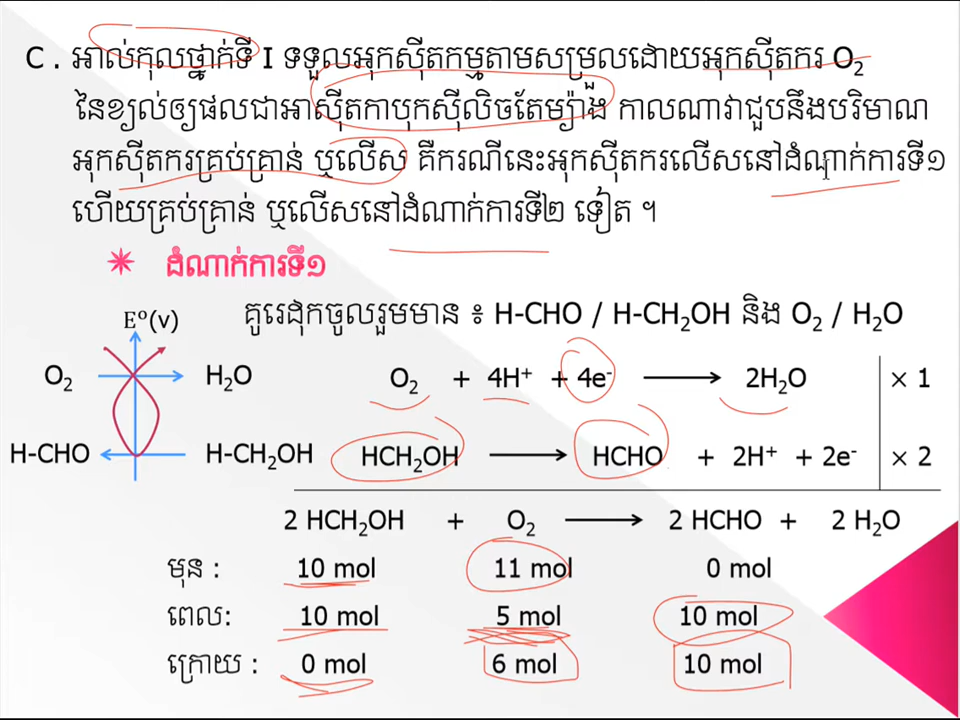 C . អាល់កុលថ្នាក់ទី I ទទួលអុកស៊ីតកម្មតាមសម្រួលដោយអុកស៊ីតករ O₂
នៃខ្យល់ឲ្យផលជាអាស៊ីតកាបុកស៊ីលិចតែម្យ៉ាង កាលណាវាជួបនឹងបរិមាណ
អុកស៊ីតករគ្រប់គ្រាន់ ឬលើស គឺករណីនេះអុកស៊ីតករលើសនៅដំណាក់ការទី១
ហើយគ្រប់គ្រាន់ ឬលើសនៅដំណាក់ការទី២ ទៀត ។
ដំណាក់ការទី១
គូរេដុកចូលរួមមាន ៖ H-CHO / H-CH₂OH និង O₂ / H₂O
E⁰(v)
O₂ H₂O O₂ + 4H⁺ + 4e⁻ ⟶ 2H₂O × 1
H-CHO H-CH₂OH HCH₂OH ⟶ HCHO + 2H⁺ + 2e⁻ × 2
2 HCH₂OH + O₂ ⟶ 2 HCHO + 2 H₂O
មុន : 10 mol 11 mol 0 mol
ពេល: 10 mol 5 mol 10 mol
ក្រោយ : 0 mol 6 mol 10 mol